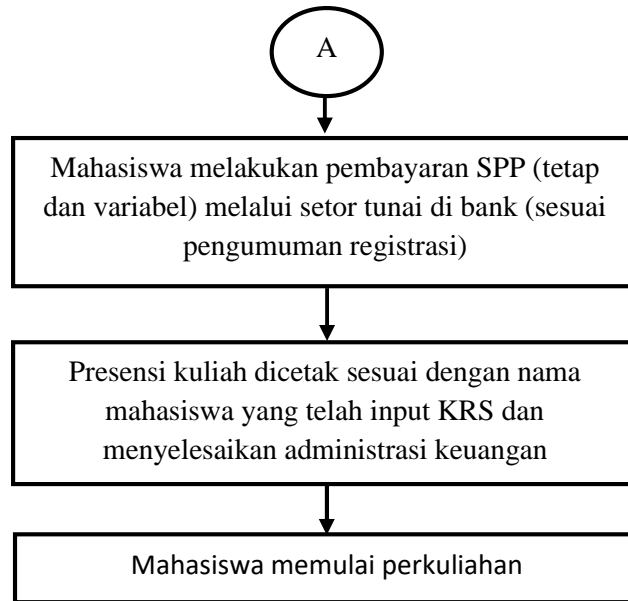 A
Mahasiswa melakukan pembayaran SPP (tetap
dan variabel) melalui setor tunai di bank (sesuai
pengumuman registrasi)
Presensi kuliah dicetak sesuai dengan nama
mahasiswa yang telah input KRS dan
menyelesaikan administrasi keuangan
Mahasiswa memulai perkuliahan